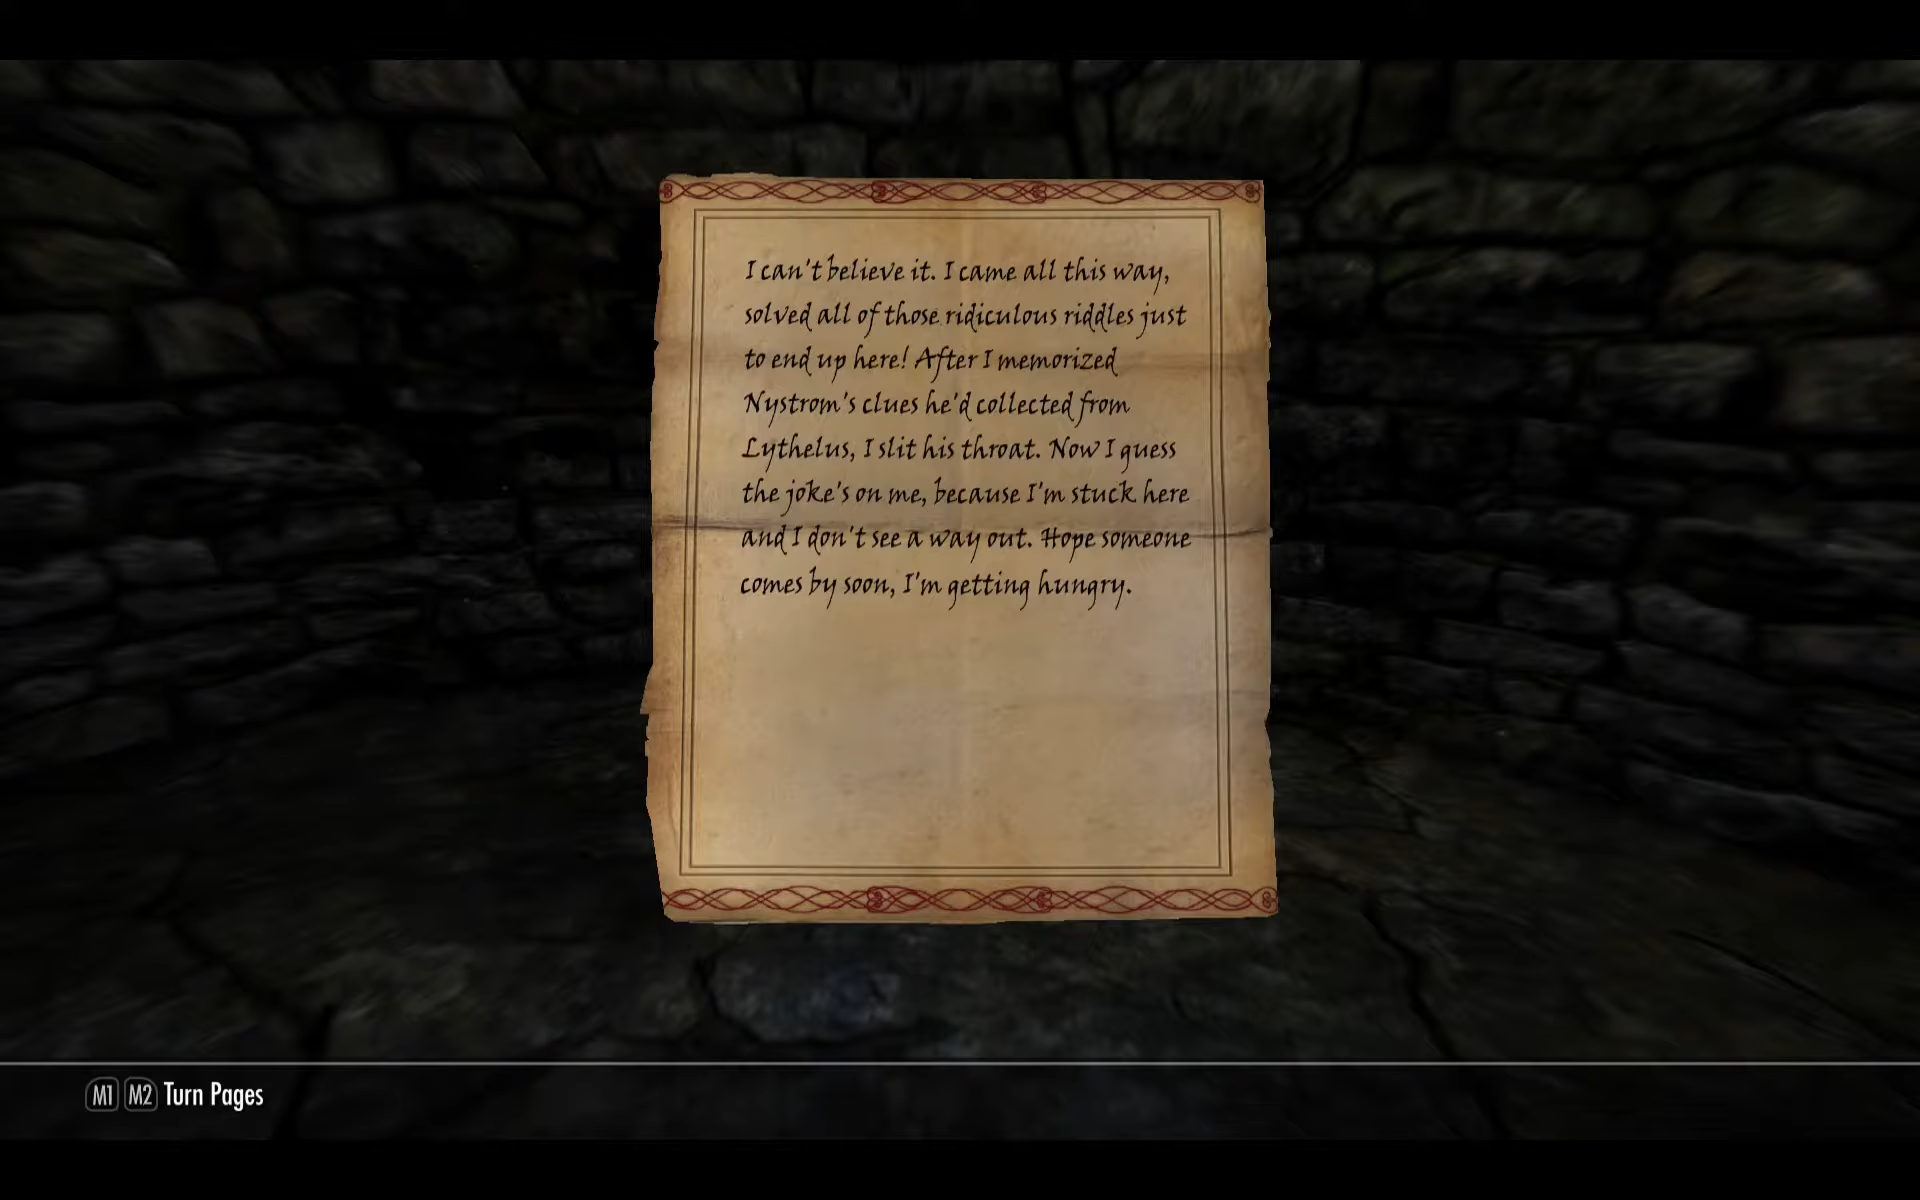 I can't believe it. I came all this way,
solved all of those ridiculous riddles just
to end up here! After I memorized
Nystrom's clues he'd collected from
Lythelus, I slit his throat. Now I guess
the joke's on me, because I'm stuck here
and I don't see a way out. Hope someone
comes by soon, I'm getting hungry.
M1 M2 Turn Pages